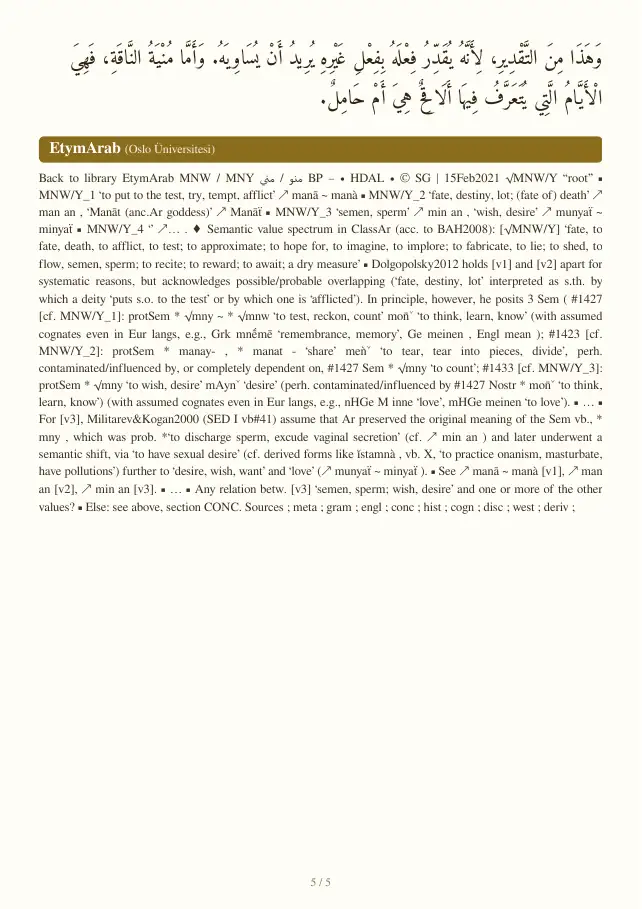 وَهَذَا مِنَ التَّقْدِيرِ، لِأَنَّهُ يُقَدِّرُ فِعْلَهُ بِفِعْلِ غَيْرِهِ يُرِيدُ أَنْ يُسَاوِيَهُ. وَأَمَّا مُنْيَةُ النَّاقَةِ، فَهِيَ
الْأَيَّامُ الَّتِي يُتَعَرَّفُ فِيهَا أَلَاقِحٌ هِيَ أَمْ حَامِلٌ.
EtymArab (Oslo Üniversitesi)
Back to library EtymArab MNW / MNY منو / مني BP – • HDAL • © SG | 15Feb2021 √MNW/Y “root” ▪
MNW/Y_1 ‘to put to the test, try, tempt, afflict’ ↗ manā ~ manà ▪ MNW/Y_2 ‘fate, destiny, lot; (fate of) death’ ↗
man an , ‘Manāt (anc.Ar goddess)’ ↗ Manāẗ ▪ MNW/Y_3 ‘semen, sperm’ ↗ min an , ‘wish, desire’ ↗ munyaẗ ~
minyaẗ ▪ MNW/Y_4 ‘’ ↗… . ♦ Semantic value spectrum in ClassAr (acc. to BAH2008): [√MNW/Y] ‘fate, to
fate, death, to afflict, to test; to approximate; to hope for, to imagine, to implore; to fabricate, to lie; to shed, to
flow, semen, sperm; to recite; to reward; to await; a dry measure’ ▪ Dolgopolsky2012 holds [v1] and [v2] apart for
systematic reasons, but acknowledges possible/probable overlapping (‘fate, destiny, lot’ interpreted as s.th. by
which a deity ‘puts s.o. to the test’ or by which one is ‘afflicted’). In principle, however, he posits 3 Sem ( #1427
[cf. MNW/Y_1]: protSem * √mny ~ * √mnw ‘to test, reckon, count’ moǹ˅ ‘to think, learn, know’ (with assumed
cognates even in Eur langs, e.g., Grk mnḗmē ‘remembrance, memory’, Ge meinen , Engl mean ); #1423 [cf.
MNW/Y_2]: protSem * manay- , * manat - ‘share’ meǹ˅ ‘to tear, tear into pieces, divide’, perh.
contaminated/influenced by, or completely dependent on, #1427 Sem * √mny ‘to count’; #1433 [cf. MNW/Y_3]:
protSem * √mny ‘to wish, desire’ mAyn˅ ‘desire’ (perh. contaminated/influenced by #1427 Nostr * moǹ˅ ‘to think,
learn, know’) (with assumed cognates even in Eur langs, e.g., nHGe M inne ‘love’, mHGe meinen ‘to love’). ▪ … ▪
For [v3], Militarev&Kogan2000 (SED I vb#41) assume that Ar preserved the original meaning of the Sem vb., *
mny , which was prob. *‘to discharge sperm, excude vaginal secretion’ (cf. ↗ min an ) and later underwent a
semantic shift, via ‘to have sexual desire’ (cf. derived forms like ĭstamnà , vb. X, ‘to practice onanism, masturbate,
have pollutions’) further to ‘desire, wish, want’ and ‘love’ (↗ munyaẗ ~ minyaẗ ). ▪ See ↗ manā ~ manà [v1], ↗ man
an [v2], ↗ min an [v3]. ▪ … ▪ Any relation betw. [v3] ‘semen, sperm; wish, desire’ and one or more of the other
values? ▪ Else: see above, section CONC. Sources ; meta ; gram ; engl ; conc ; hist ; cogn ; disc ; west ; deriv ;
5 / 5